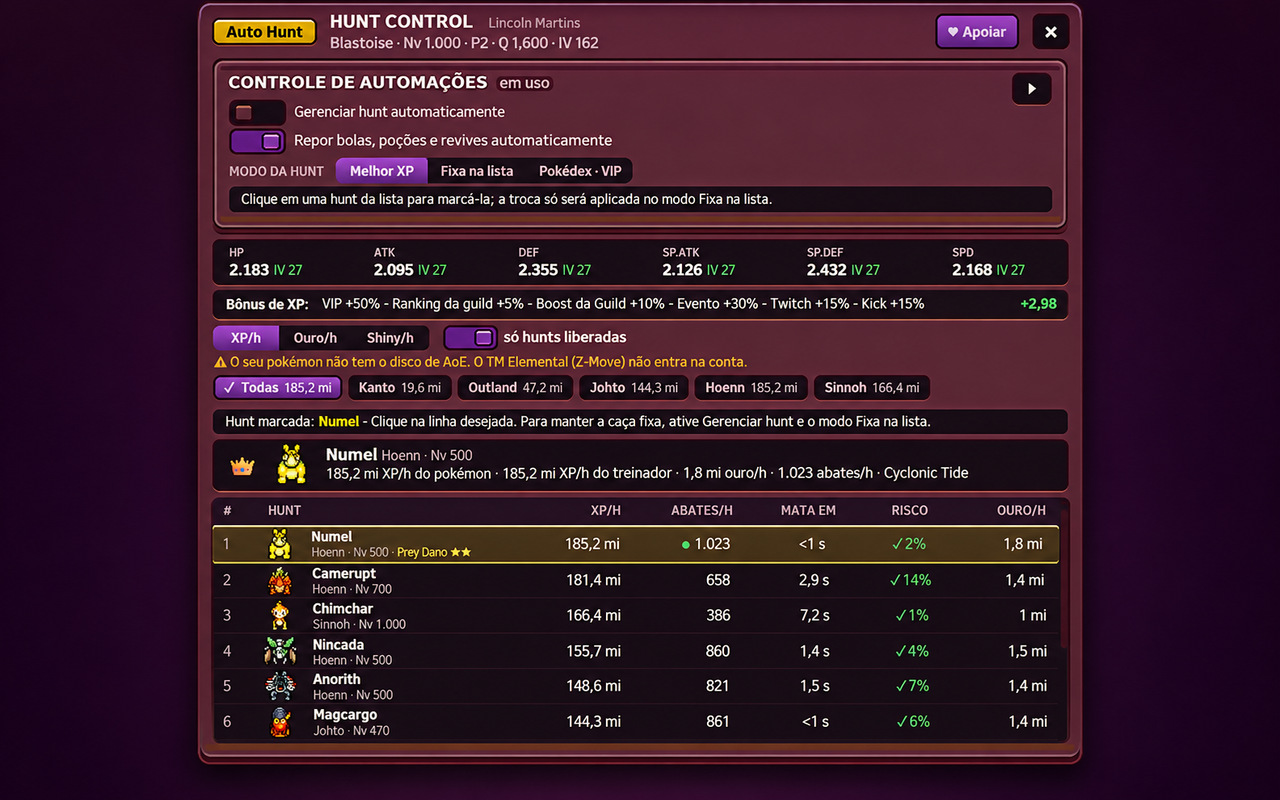 Auto Hunt
HUNT CONTROL Lincoln Martins
Blastoise · Nv 1.000 · P2 · Q 1,600 · IV 162
Apoiar
CONTROLE DE AUTOMAÇÕES em uso
Gerenciar hunt automaticamente
Repor bolas, poções e revives automaticamente
MODO DA HUNT Melhor XP Fixa na lista Pokédex · VIP
Clique em uma hunt da lista para marcá-la; a troca só será aplicada no modo Fixa na lista.
HP ATK DEF SP.ATK SP.DEF SPD
2.183 IV 27 2.095 IV 27 2.355 IV 27 2.126 IV 27 2.432 IV 27 2.168 IV 27
Bônus de XP: VIP +50% - Ranking da guild +5% - Boost da Guild +10% - Evento +30% - Twitch +15% - Kick +15% +2,98
XP/h Ouro/h Shiny/h só hunts liberadas
O seu pokémon não tem o disco de AoE. O TM Elemental (Z-Move) não entra na conta.
✓ Todas 185,2 mi Kanto 19,6 mi Outland 47,2 mi Johto 144,3 mi Hoenn 185,2 mi Sinnoh 166,4 mi
Hunt marcada: Numel - Clique na linha desejada. Para manter a caça fixa, ative Gerenciar hunt e o modo Fixa na lista.
Numel Hoenn · Nv 500
185,2 mi XP/h do pokémon · 185,2 mi XP/h do treinador · 1,8 mi ouro/h · 1.023 abates/h · Cyclonic Tide
# HUNT XP/H ABATES/H MATA EM RISCO OURO/H
1 Numel 185,2 mi 1.023 <1 s ✓2% 1,8 mi
Hoenn · Nv 500 · Prey Dano ★★
2 Camerupt 181,4 mi 658 2,9 s ✓14% 1,4 mi
Hoenn · Nv 700
3 Chimchar 166,4 mi 386 7,2 s ✓1% 1 mi
Sinnoh · Nv 1.000
4 Nincada 155,7 mi 860 1,4 s ✓4% 1,5 mi
Hoenn · Nv 500
5 Anorith 148,6 mi 821 1,5 s ✓7% 1,4 mi
Hoenn · Nv 500
6 Magcargo 144,3 mi 861 <1 s ✓6% 1,4 mi
Johto · Nv 470